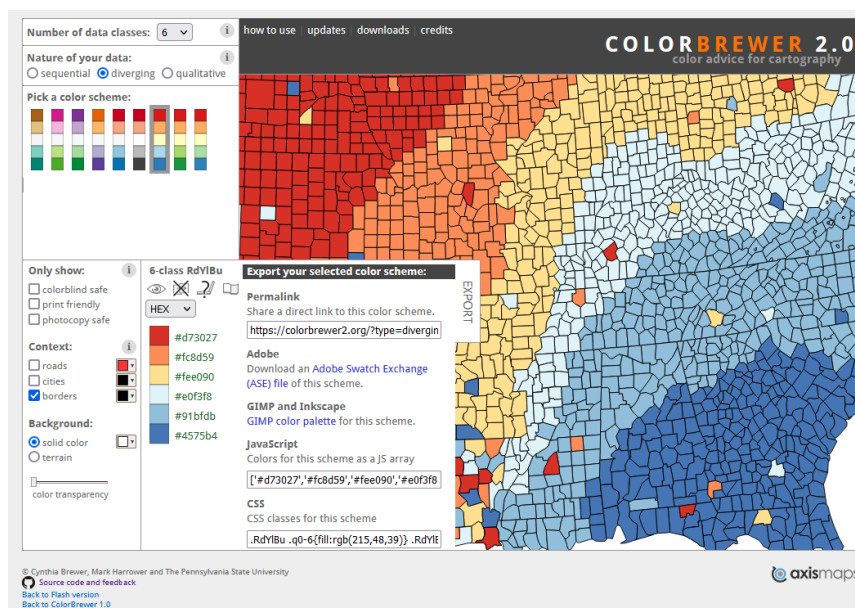 Number of data classes: 6 i
how to use | updates | downloads | credits
COLORBREWER 2.0
color advice for cartography
Nature of your data: i
sequential diverging qualitative
Pick a color scheme:
Only show: i
colorblind safe
print friendly
photocopy safe
Context: i
roads
cities
borders
Background:
solid color
terrain
color transparency
6-class RdYlBu
HEX
#d73027
#fc8d59
#fee090
#e0f3f8
#91bfdb
#4575b4
EXPORT
Export your selected color scheme:
Permalink
Share a direct link to this color scheme.
https://colorbrewer2.org/?type=divergin
Adobe
Download an Adobe Swatch Exchange
(ASE) file of this scheme.
GIMP and Inkscape
GIMP color palette for this scheme.
JavaScript
Colors for this scheme as a JS array
['#d73027','#fc8d59','#fee090','#e0f3f8
CSS
CSS classes for this scheme
.RdYlBu .q0-6{fill:rgb(215,48,39)} .RdYlB
© Cynthia Brewer, Mark Harrower and The Pennsylvania State University
Source code and feedback
Back to Flash version
Back to ColorBrewer 1.0
axismaps